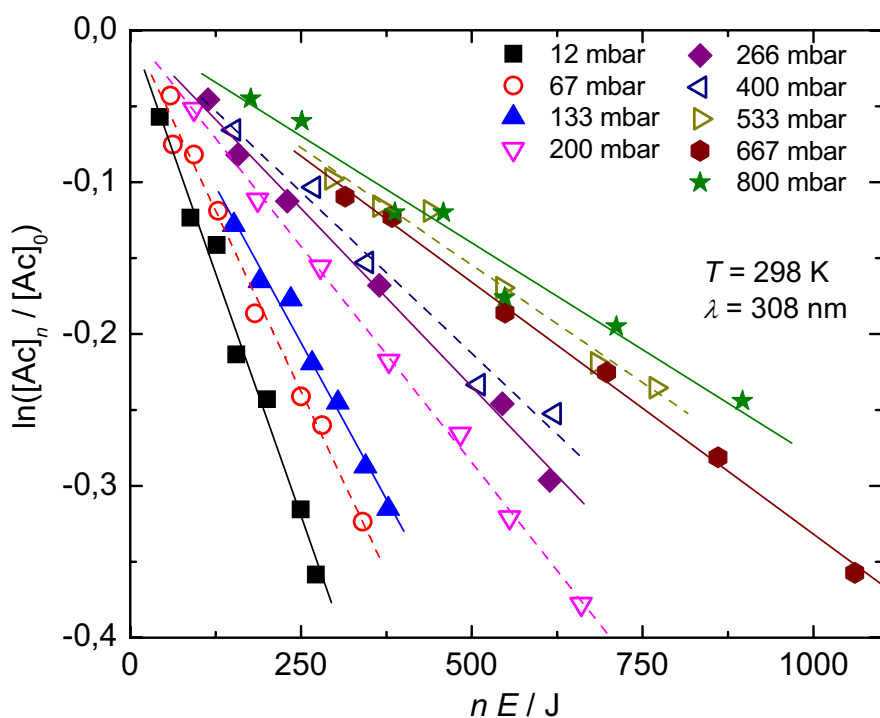 0,0
-0,1
-0,2
-0,3
-0,4
ln([Ac]n / [Ac]0)
12 mbar
67 mbar
133 mbar
200 mbar
266 mbar
400 mbar
533 mbar
667 mbar
800 mbar
T = 298 K
λ = 308 nm
0 250 500 750 1000
n E / J